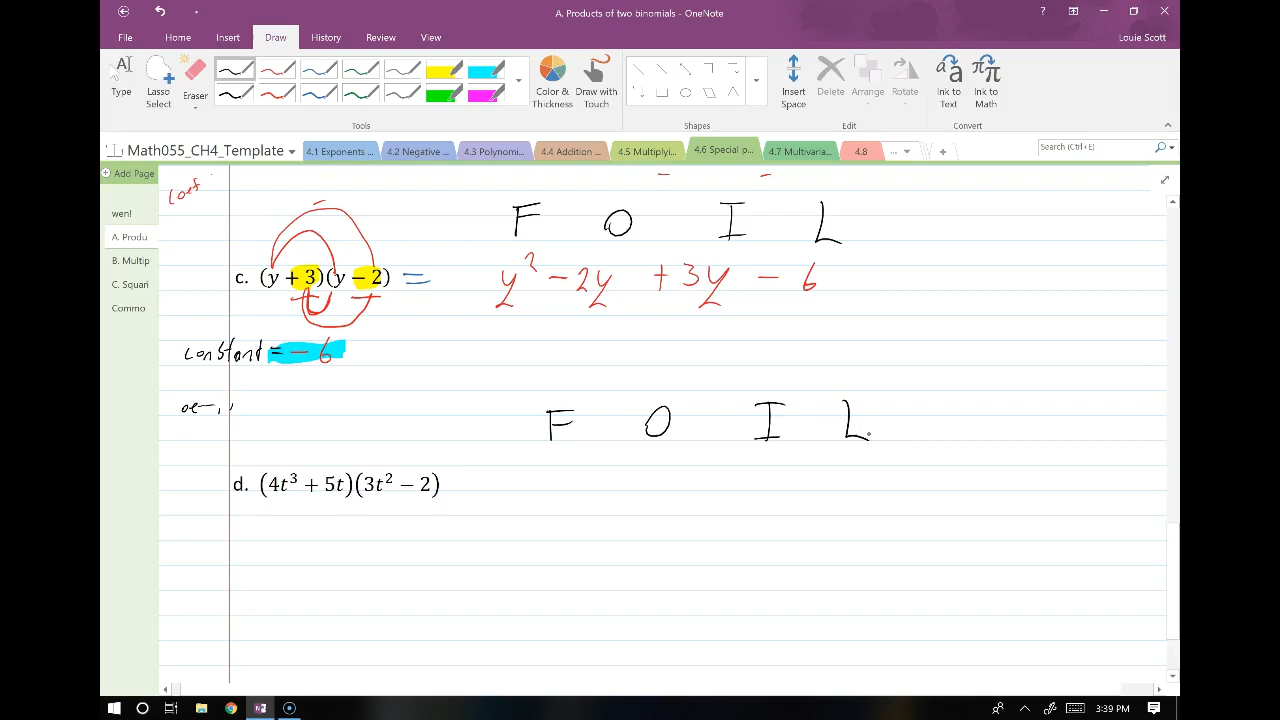 A. Products of two binomials - OneNote
?
File Home Insert Draw History Review View
Louie Scott
Type Lasso Select Eraser
Color & Thickness Draw with Touch
Insert Space Delete Arrange Rotate Ink to Text Ink to Math
Tools Shapes Edit Convert
Math055_CH4_Template 4.1 Exponents ... 4.2 Negative ... 4.3 Polynomi... 4.4 Addition ... 4.5 Multiplyi... 4.6 Special p... 4.7 Multivaria... 4.8 ... Search (Ctrl+E)
Add Page
wen!
A. Produ
B. Multip
C. Squari
Commo
F O I L
c. (y + 3)(y − 2) = y² − 2y + 3y − 6
constant = − 6
F O I L
d. (4t³ + 5t)(3t² − 2)
3:39 PM